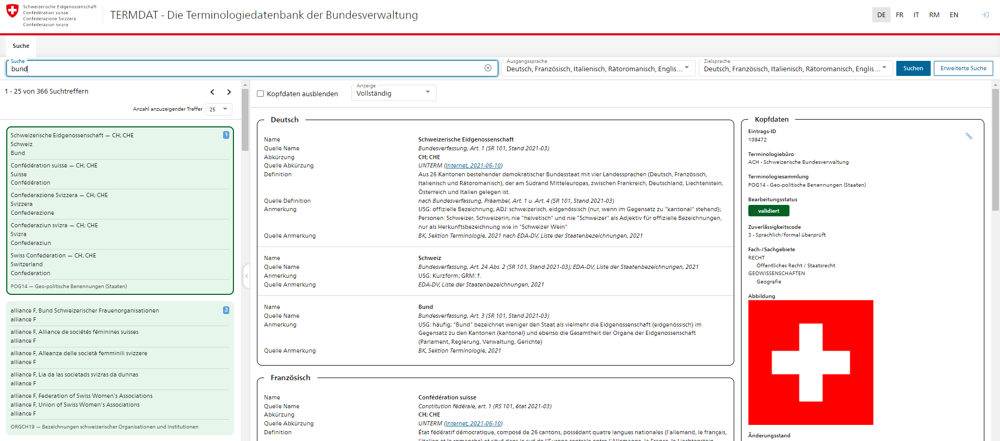 Schweizerische Eidgenossenschaft
Confédération suisse
Confederazione Svizzera
Confederaziun svizra
TERMDAT - Die Terminologiedatenbank der Bundesverwaltung
DE FR IT RM EN
Suche
Suche
bund
Ausgangssprache
Deutsch, Französisch, Italienisch, Rätoromanisch, Englis...
Zielsprache
Deutsch, Französisch, Italienisch, Rätoromanisch, Englis...
Suchen
Erweiterte Suche
1 - 25 von 366 Suchtreffern
Anzahl anzuzeigender Treffer 25
Schweizerische Eidgenossenschaft — CH; CHE
1
Schweiz
Bund
Confédération suisse — CH; CHE
Suisse
Confédération
Confederazione Svizzera — CH; CHE
Svizzera
Confederazione
Confederaziun svizra — CH; CHE
Svizra
Confederaziun
Swiss Confederation — CH; CHE
Switzerland
Confederation
POG14 — Geo-politische Benennungen (Staaten)
alliance F, Bund Schweizerischer Frauenorganisationen
2
alliance F
alliance F, Alliance de sociétés féminines suisses
alliance F
alliance F, Alleanza delle società femminili svizzere
alliance F
alliance F, Lia da las societads svizras da dunnas
alliance F
alliance F, Federation of Swiss Women's Associations
alliance F, Union of Swiss Women's Associations
alliance F
ORGCH19 — Bezeichnungen schweizerischer Organisationen und Institutionen
Kopfdaten ausblenden
Anzeige
Vollständig
Deutsch
Name Schweizerische Eidgenossenschaft
Quelle Name Bundesverfassung, Art. 1 (SR 101, Stand 2021-03)
Abkürzung CH; CHE
Quelle Abkürzung UNTERM (Internet, 2021-06-10)
Definition Aus 26 Kantonen bestehender demokratischer Bundesstaat mit vier Landessprachen (Deutsch, Französisch,
Italienisch und Rätoromanisch), der am Südrand Mitteleuropas, zwischen Frankreich, Deutschland, Liechtenstein,
Österreich und Italien gelegen ist.
Quelle Definition nach Bundesverfassung, Präambel, Art. 1 u. Art. 4 (SR 101, Stand 2021-03)
Anmerkung USG: offizielle Bezeichnung; ADJ: schweizerisch, eidgenössisch (nur, wenn im Gegensatz zu "kantonal" stehend);
Personen: Schweizer, Schweizerin; nie "helvetisch" und nie "Schweizer" als Adjektiv für offizielle Bezeichnungen,
nur als Herkunftsbezeichnung wie in "Schweizer Wein"
Quelle Anmerkung BK, Sektion Terminologie, 2021 nach EDA-DV, Liste der Staatenbezeichnungen, 2021
Name Schweiz
Quelle Name Bundesverfassung, Art. 24 Abs. 2 (SR 101, Stand 2021-03); EDA-DV, Liste der Staatenbezeichnungen, 2021
Anmerkung USG: Kurzform; GRM: f.
Quelle Anmerkung EDA-DV, Liste der Staatenbezeichnungen, 2021
Name Bund
Quelle Name Bundesverfassung, Art. 3 (SR 101, Stand 2021-03)
Anmerkung USG: häufig; "Bund" bezeichnet weniger den Staat als vielmehr die Eidgenossenschaft (eidgenössisch) im
Gegensatz zu den Kantonen (kantonal) und ebenso die Gesamtheit der Organe der Eidgenossenschaft
(Parlament, Regierung, Verwaltung, Gerichte)
Quelle Anmerkung BK, Sektion Terminologie, 2021
Französisch
Name Confédération suisse
Quelle Name Constitution fédérale, art. 1 (RS 101, état 2021-03)
Abkürzung CH; CHE
Quelle Abkürzung UNTERM (Internet, 2021-06-10)
Definition État fédératif démocratique, composé de 26 cantons, possédant quatre langues nationales (l'allemand, le français,
l'italien et le romanche) et situé dans le sud de l'Europe centrale entre l'Allemagne, la France, le Liechtenstein,
Kopfdaten
Eintrags-ID
109472
Terminologiebüro
ACH - Schweizerische Bundesverwaltung
Terminologiesammlung
POG14 - Geo-politische Benennungen (Staaten)
Bearbeitungsstatus
validiert
Zuverlässigkeitscode
3 - Sprachlich/formal überprüft
Fach-/Sachgebiete
RECHT
Öffentliches Recht / Staatsrecht
GEOWISSENSCHAFTEN
Geografie
Abbildung
Änderungsstand